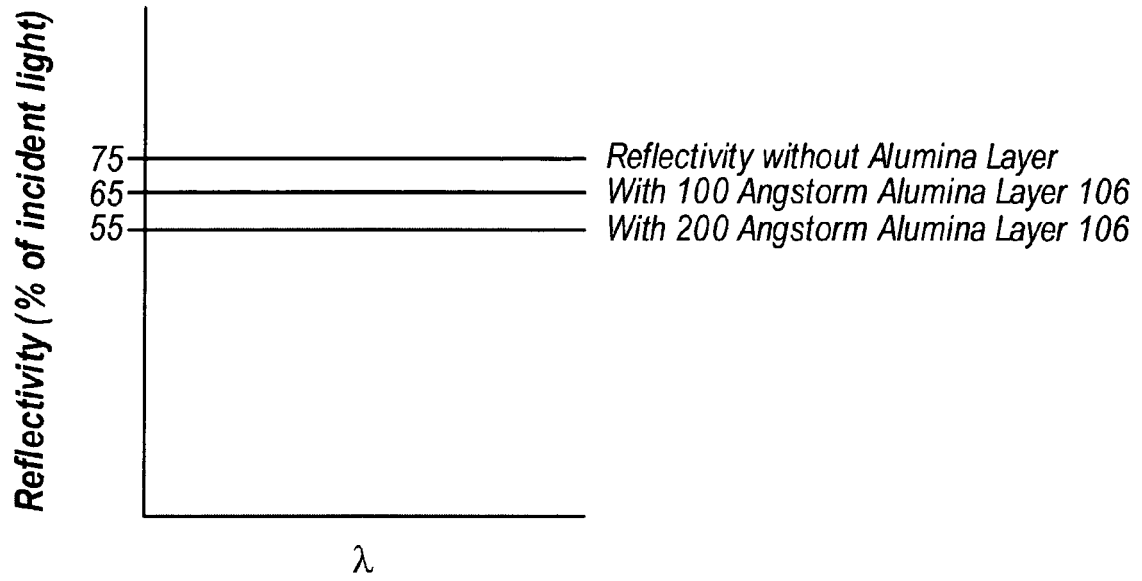 Reflectivity (% of incident light)
75
Reflectivity without Alumina Layer
65
With 100 Angstorm Alumina Layer 106
55
With 200 Angstorm Alumina Layer 106
λ